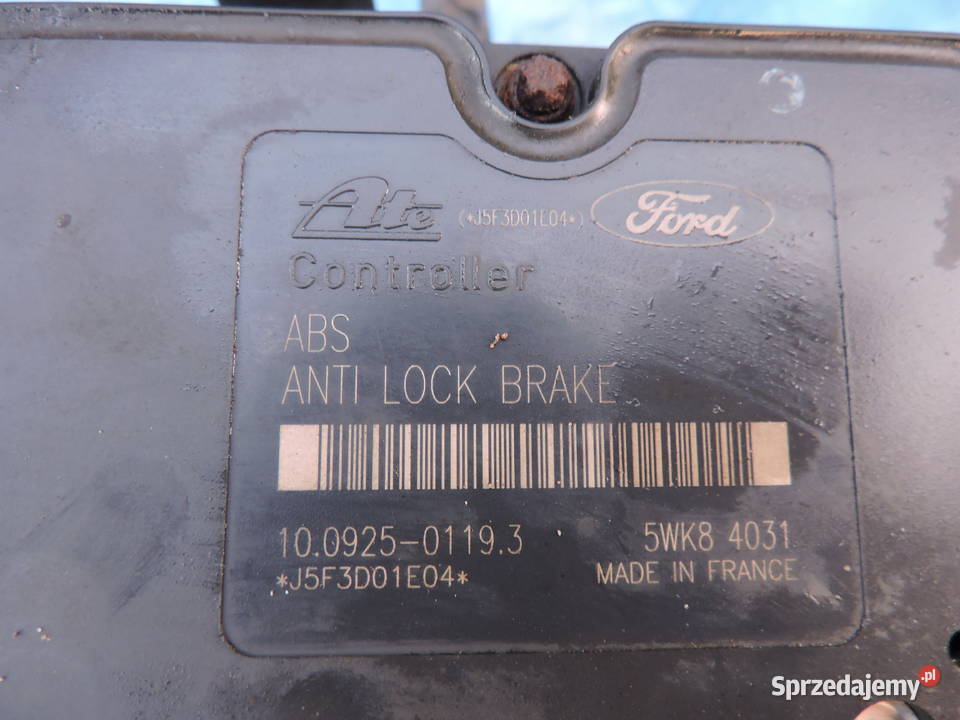 Ate (*J5F3D01E04*) Ford
Controller
ABS
ANTI LOCK BRAKE
10.0925-0119.3 5WK8 4031
*J5F3D01E04* MADE IN FRANCE
Sprzedajemy.pl